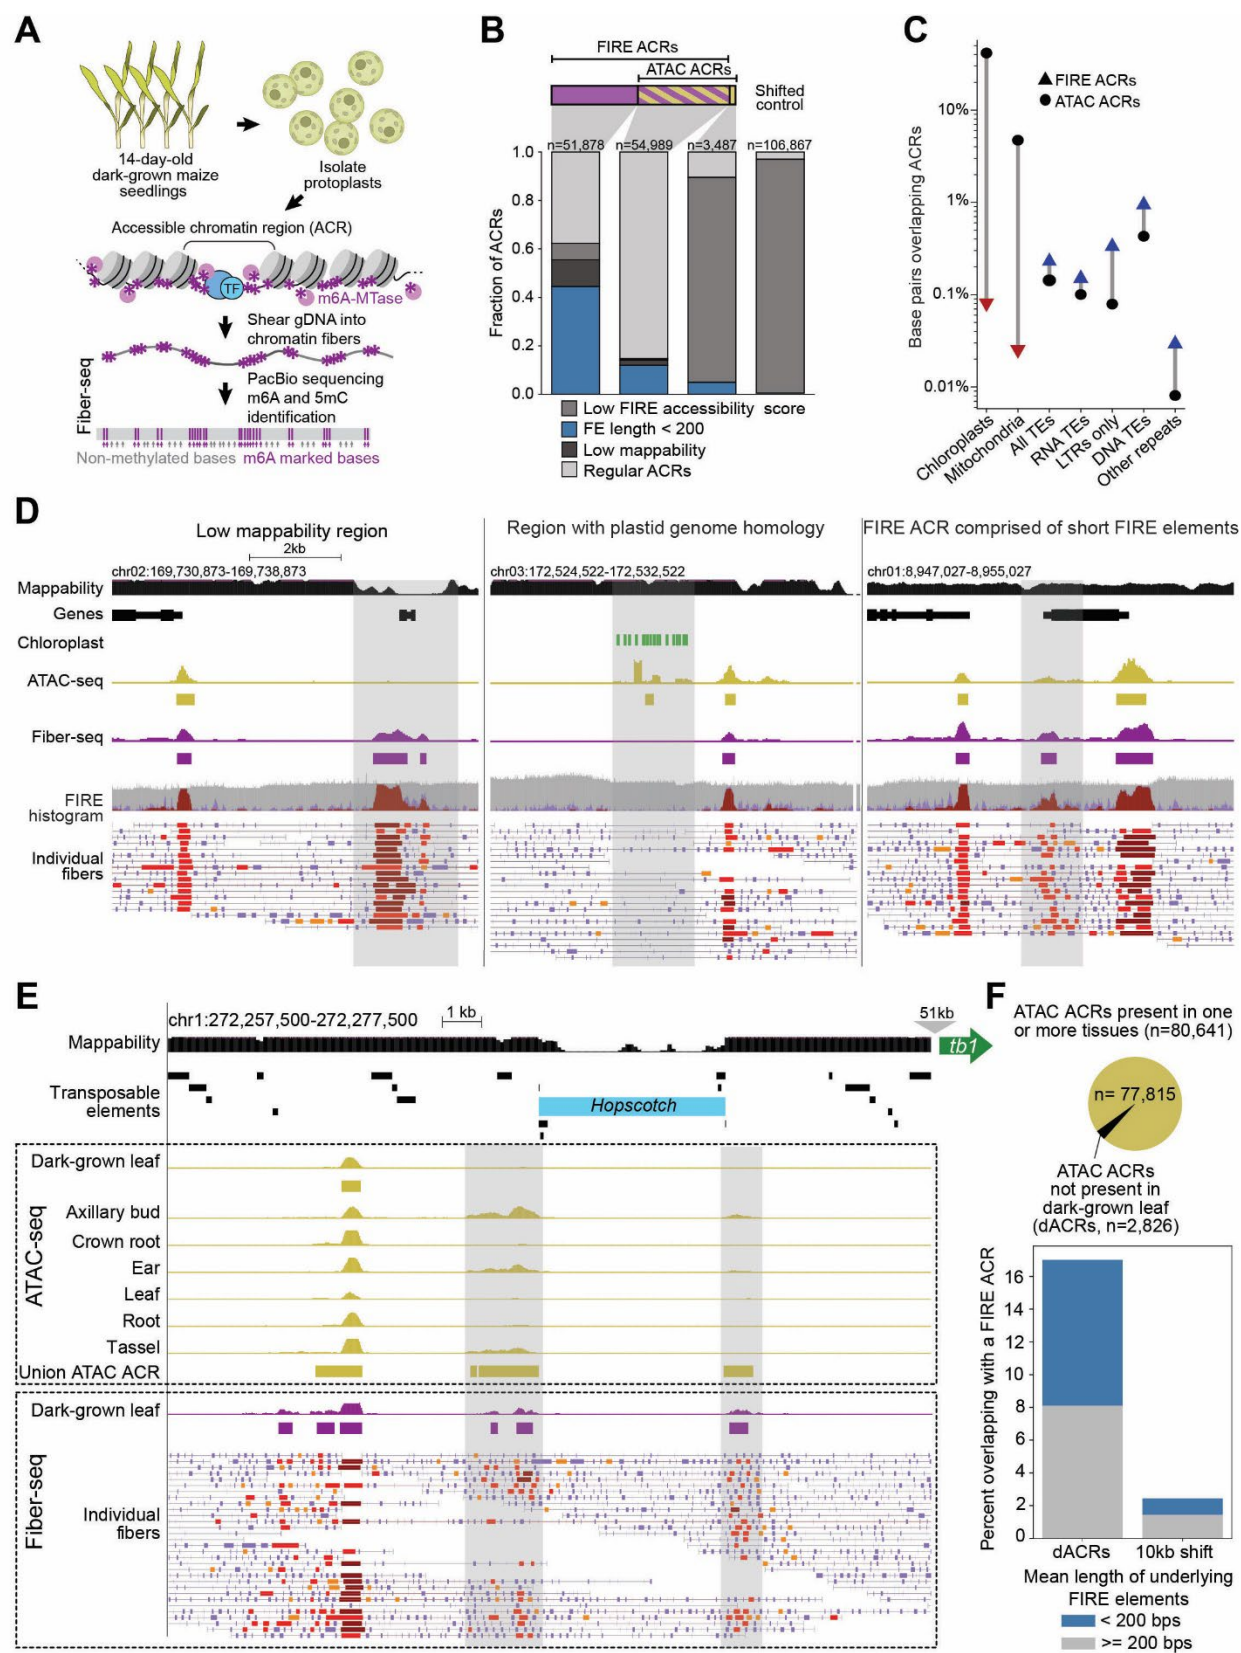 A
14-day-old
dark-grown maize
seedlings
Isolate
protoplasts
Accessible chromatin region (ACR)
TF
m6A-MTase
Shear gDNA into
chromatin fibers
PacBio sequencing
m6A and 5mC
identification
Fiber-seq
Non-methylated bases m6A marked bases
B
FIRE ACRs
ATAC ACRs
Shifted
control
n=51,878 n=54,989 n=3,487 n=106,867
Fraction of ACRs
1.0
0.8
0.6
0.4
0.2
0.0
Low FIRE accessibility score
FE length < 200
Low mappability
Regular ACRs
C
FIRE ACRs
ATAC ACRs
Base pairs overlapping ACRs
10%
1%
0.1%
0.01%
Chloroplasts
Mitochondria
All TEs
RNA TEs
LTRs only
DNA TEs
Other repeats
D
Low mappability region
2kb
chr02:169,730,873-169,738,873
Region with plastid genome homology
chr03:172,524,522-172,532,522
FIRE ACR comprised of short FIRE elements
chr01:8,947,027-8,955,027
Mappability
Genes
Chloroplast
ATAC-seq
Fiber-seq
FIRE
histogram
Individual
fibers
E
chr1:272,257,500-272,277,500
1 kb
51kb
tb1
Mappability
Transposable
elements
Hopscotch
ATAC-seq
Dark-grown leaf
Axillary bud
Crown root
Ear
Leaf
Root
Tassel
Union ATAC ACR
Fiber-seq
Dark-grown leaf
Individual
fibers
F
ATAC ACRs present in one
or more tissues (n=80,641)
n= 77,815
ATAC ACRs
not present in
dark-grown leaf
(dACRs, n=2,826)
Percent overlapping with a FIRE ACR
16
14
12
10
8
6
4
2
0
dACRs 10kb shift
Mean length of underlying
FIRE elements
< 200 bps
>= 200 bps